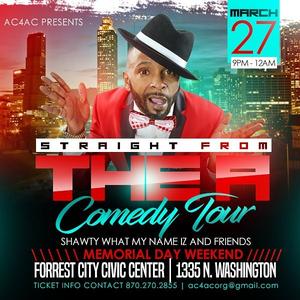 AC4AC PRESENTS
MARCH
27
9PM - 12AM
STRAIGHT FROM
THE A
Comedy Tour
SHAWTY WHAT MY NAME IZ AND FRIENDS
\\\\\\ MEMORIAL DAY WEEKEND //////
FORREST CITY CIVIC CENTER | 1335 N. WASHINGTON
TICKET INFO CONTACT 870.270.2855 | ac4acorg@gmail.com